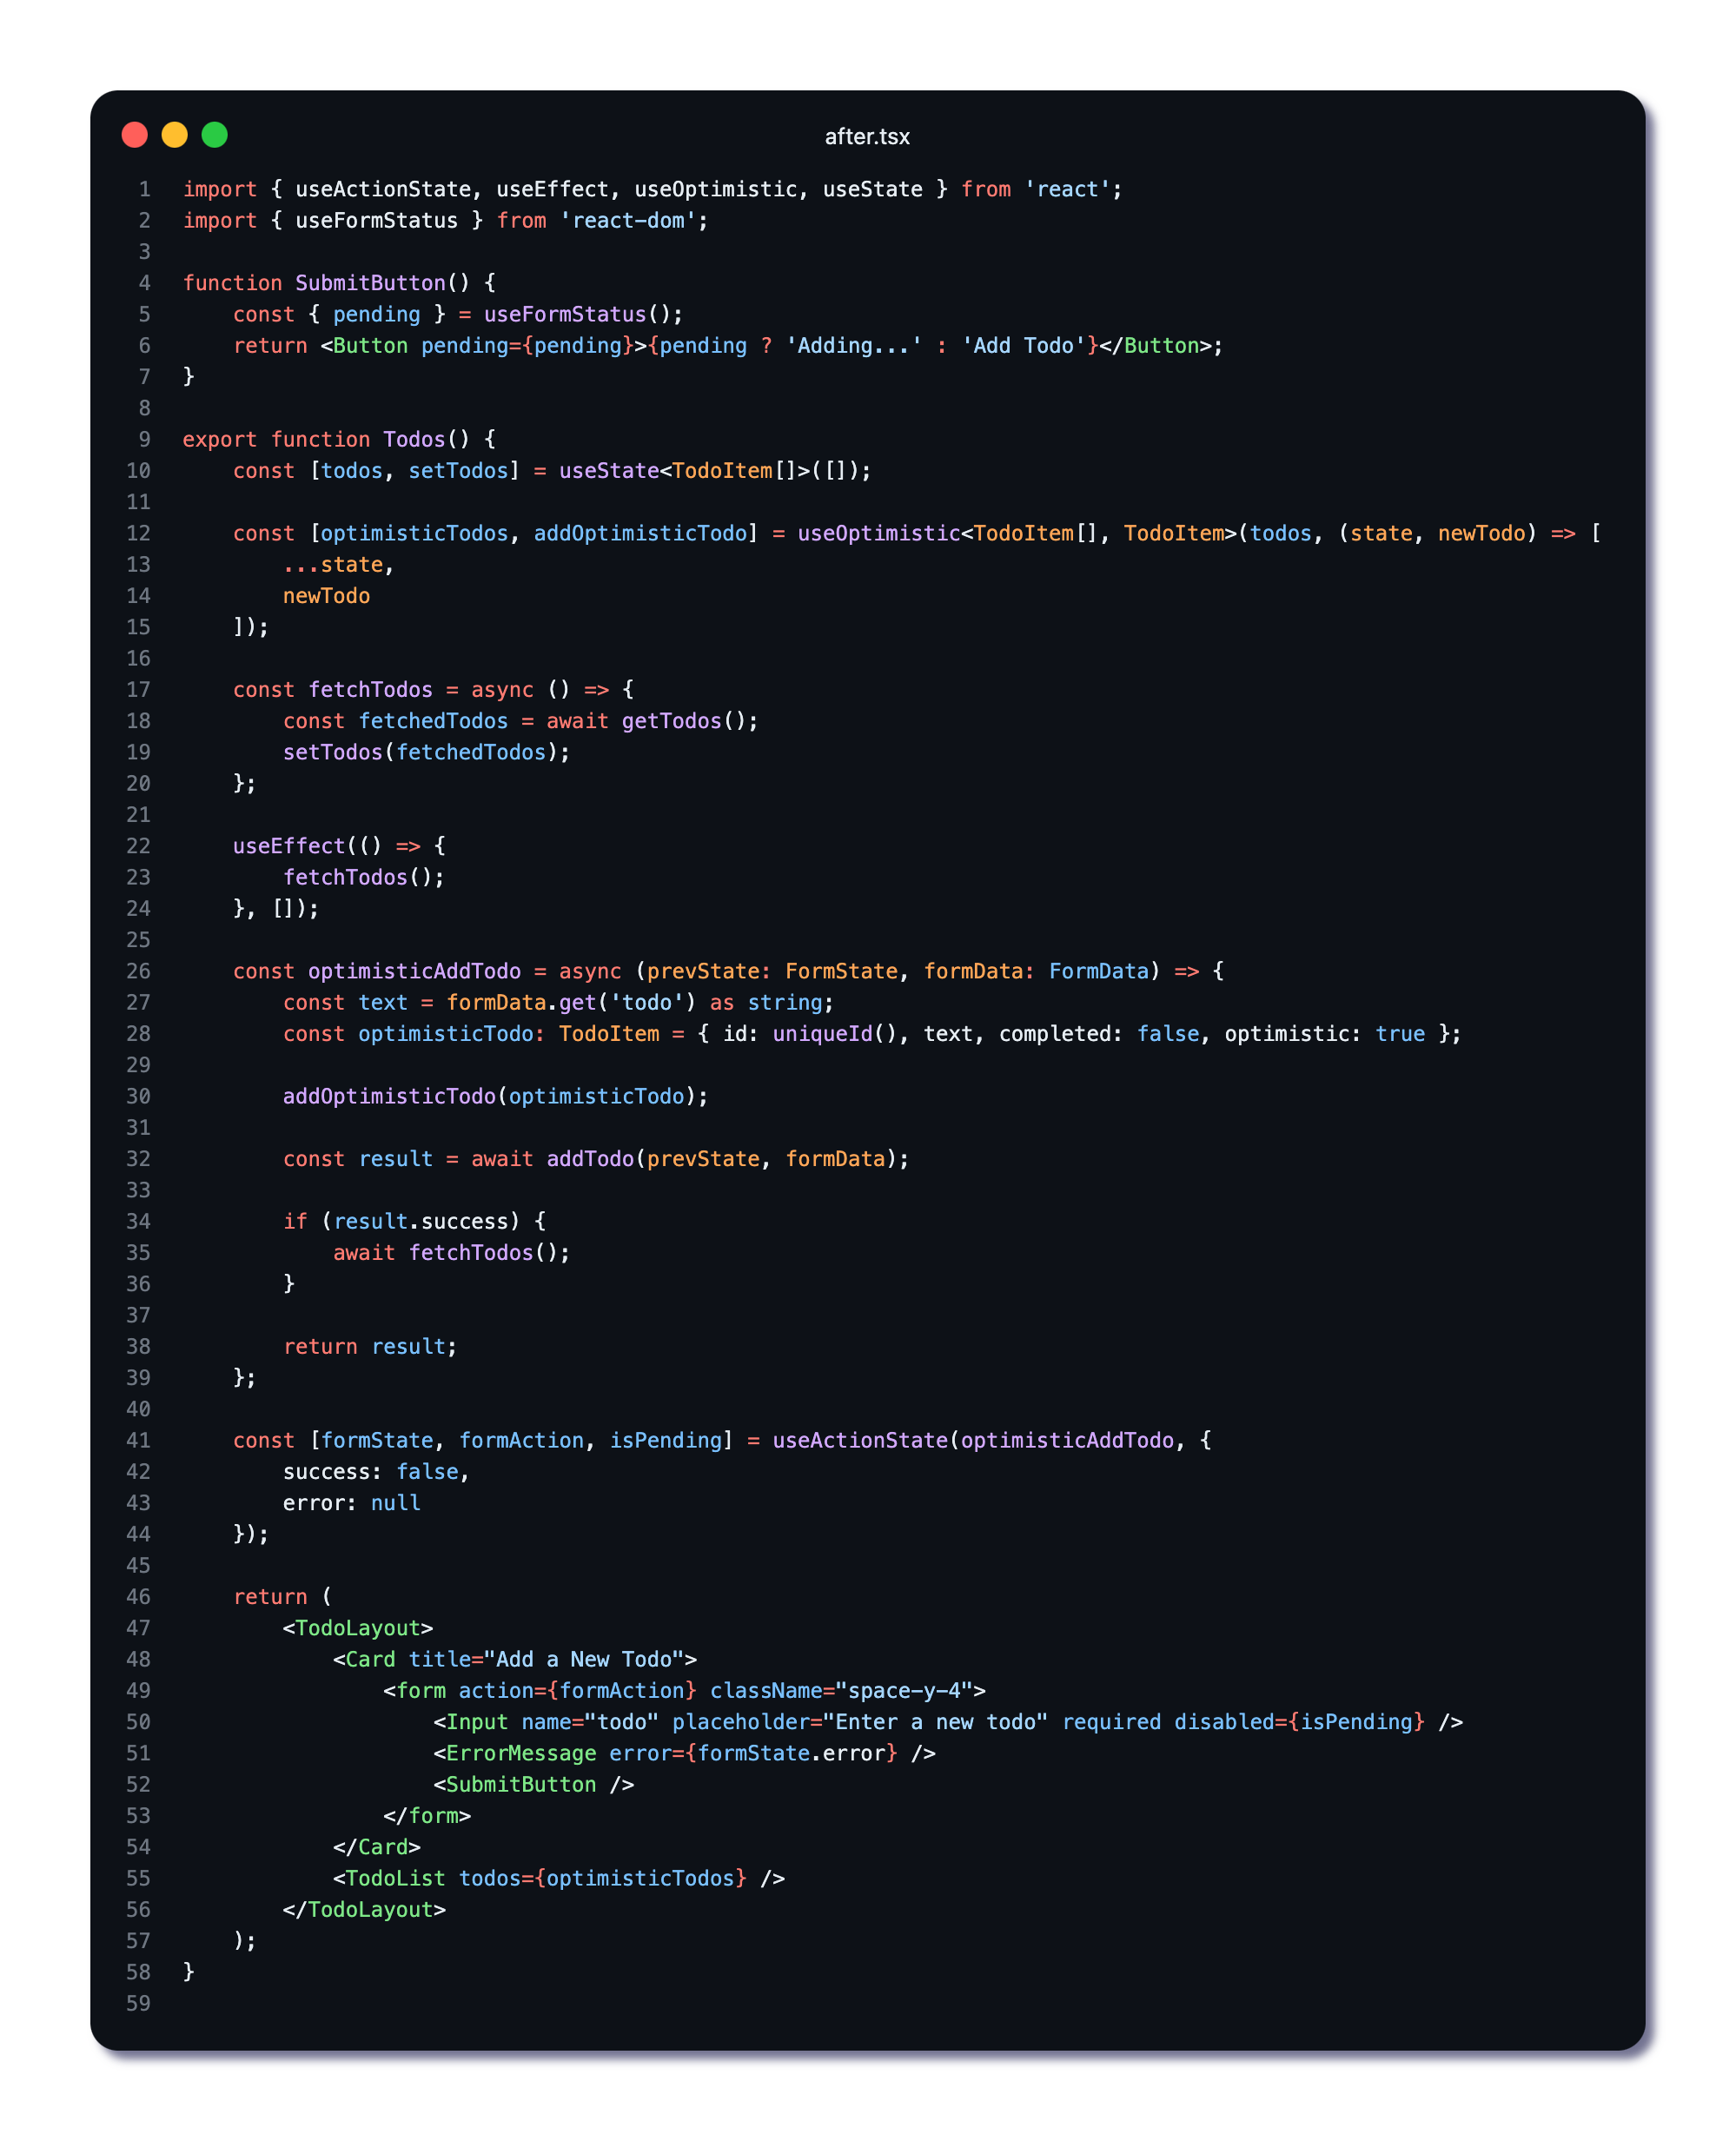 after.tsx
1 import { useActionState, useEffect, useOptimistic, useState } from 'react';
2 import { useFormStatus } from 'react-dom';
3
4 function SubmitButton() {
5     const { pending } = useFormStatus();
6     return <Button pending={pending}>{pending ? 'Adding...' : 'Add Todo'}</Button>;
7 }
8
9 export function Todos() {
10     const [todos, setTodos] = useState<TodoItem[]>([]);
11
12     const [optimisticTodos, addOptimisticTodo] = useOptimistic<TodoItem[], TodoItem>(todos, (state, newTodo) => [
13         ...state,
14         newTodo
15     ]);
16
17     const fetchTodos = async () => {
18         const fetchedTodos = await getTodos();
19         setTodos(fetchedTodos);
20     };
21
22     useEffect(() => {
23         fetchTodos();
24     }, []);
25
26     const optimisticAddTodo = async (prevState: FormState, formData: FormData) => {
27         const text = formData.get('todo') as string;
28         const optimisticTodo: TodoItem = { id: uniqueId(), text, completed: false, optimistic: true };
29
30         addOptimisticTodo(optimisticTodo);
31
32         const result = await addTodo(prevState, formData);
33
34         if (result.success) {
35             await fetchTodos();
36         }
37
38         return result;
39     };
40
41     const [formState, formAction, isPending] = useActionState(optimisticAddTodo, {
42         success: false,
43         error: null
44     });
45
46     return (
47         <TodoLayout>
48             <Card title="Add a New Todo">
49                 <form action={formAction} className="space-y-4">
50                     <Input name="todo" placeholder="Enter a new todo" required disabled={isPending} />
51                     <ErrorMessage error={formState.error} />
52                     <SubmitButton />
53                 </form>
54             </Card>
55             <TodoList todos={optimisticTodos} />
56         </TodoLayout>
57     );
58 }
59